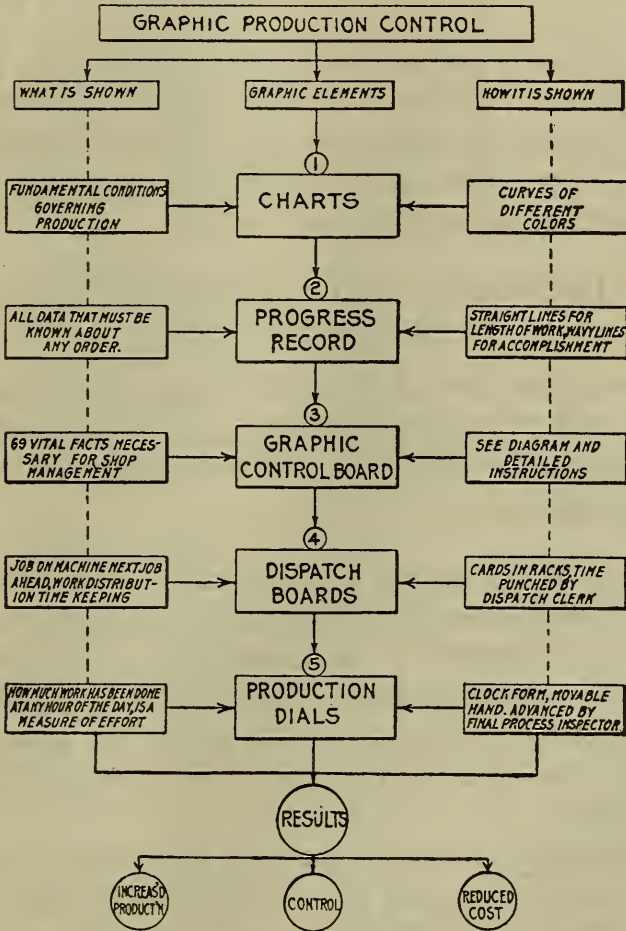 GRAPHIC PRODUCTION CONTROL
WHAT IS SHOWN
GRAPHIC ELEMENTS
HOW IT IS SHOWN
1
FUNDAMENTAL CONDITIONS
GOVERNING
PRODUCTION
CHARTS
CURVES OF
DIFFERENT
COLORS
2
ALL DATA THAT MUST BE
KNOWN ABOUT
ANY ORDER.
PROGRESS
RECORD
STRAIGHT LINES FOR
LENGTH OF WORK, WAVY LINES
FOR ACCOMPLISHMENT
3
69 VITAL FACTS NECES-
SARY FOR SHOP
MANAGEMENT
GRAPHIC
CONTROL BOARD
SEE DIAGRAM AND
DETAILED
INSTRUCTIONS
4
JOB ON MACHINE NEXT JOB
AHEAD, WORK DISTRIBUT-
ION TIME KEEPING
DISPATCH
BOARDS
CARDS IN RACKS, TIME
PUNCHED BY
DISPATCH CLERK
5
HOW MUCH WORK HAS BEEN DONE
AT ANY HOUR OF THE DAY, IS A
MEASURE OF EFFORT
PRODUCTION
DIALS
CLOCK FORM, MOVABLE
HAND. ADVANCED BY
FINAL PROCESS INSPECTOR.
RESULTS
INCREAS'D
PRODUCT'N
CONTROL
REDUCED
COST